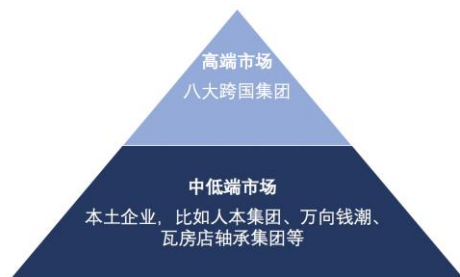 高端市场
八大跨国集团
中低端市场
本土企业，比如人本集团、万向钱潮、
瓦房店轴承集团等